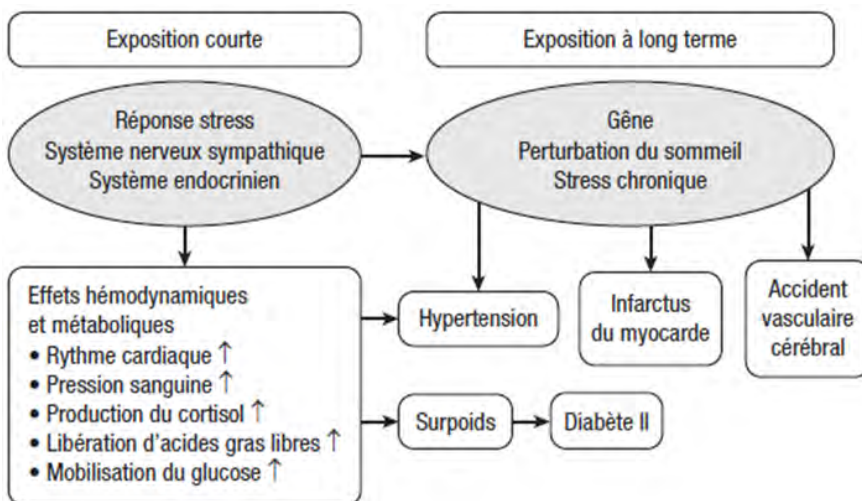 Exposition courte
Exposition à long terme
Réponse stress
Système nerveux sympathique
Système endocrinien
Gêne
Perturbation du sommeil
Stress chronique
Effets hémodynamiques
et métaboliques
• Rythme cardiaque ↑
• Pression sanguine ↑
• Production du cortisol ↑
• Libération d'acides gras libres ↑
• Mobilisation du glucose ↑
Hypertension
Infarctus
du myocarde
Accident
vasculaire
cérébral
Surpoids
Diabète II